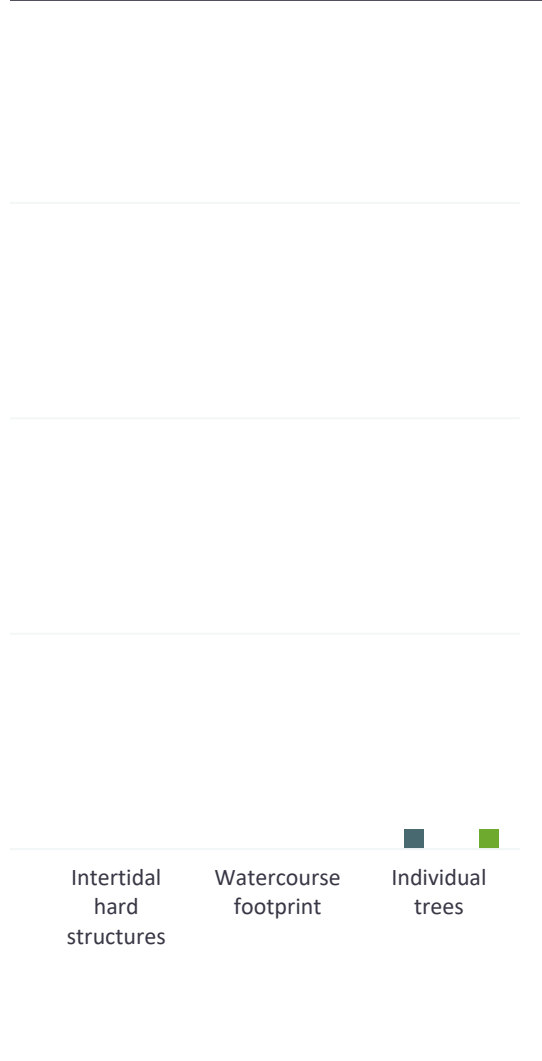 Intertidal
hard
structures
Watercourse
footprint
Individual
trees